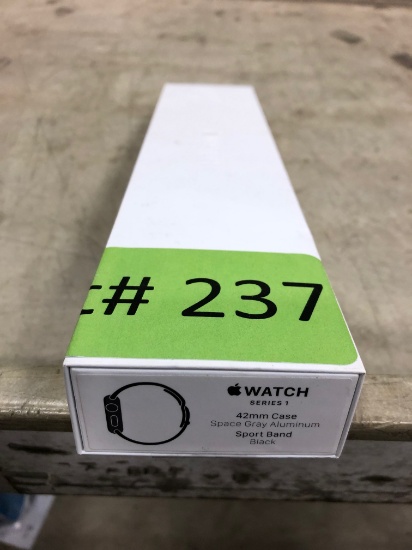 # 237
WATCH
SERIES 1
42mm Case
Space Gray Aluminum
Sport Band
Black